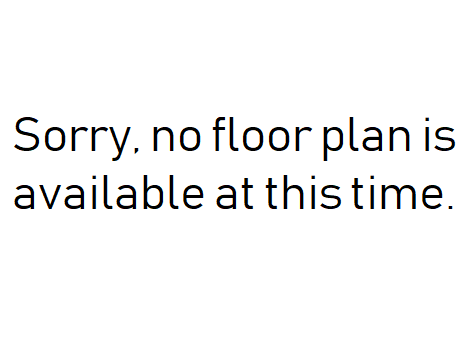 Sorry, no floor plan is
available at this time.